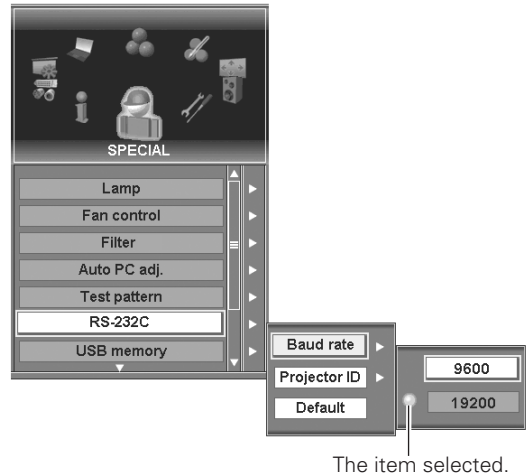 SPECIAL
Lamp
Fan control
Filter
Auto PC adj.
Test pattern
RS-232C
USB memory
Baud rate
Projector ID
Default
9600
19200
The item selected.